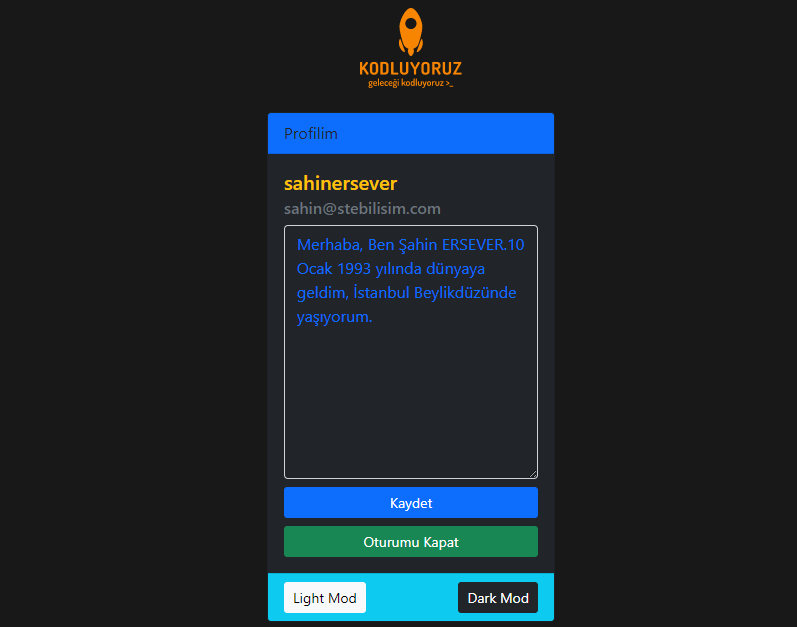 KODLUYORUZ
geleceği kodluyoruz >_
Profilim
sahinersever
sahin@stebilisim.com
Merhaba, Ben Şahin ERSEVER.10
Ocak 1993 yılında dünyaya
geldim, İstanbul Beylikdüzünde
yaşıyorum.
Kaydet
Oturumu Kapat
Light Mod
Dark Mod